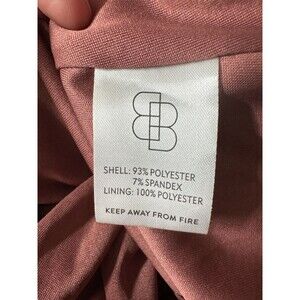 SHELL: 93% POLYESTER
7% SPANDEX
LINING: 100% POLYESTER
KEEP AWAY FROM FIRE